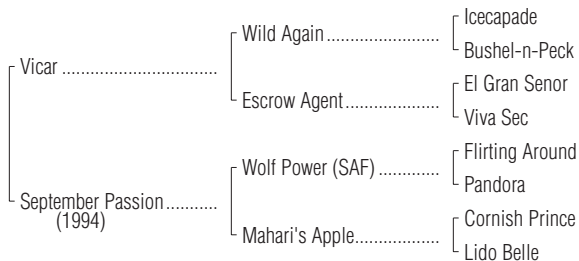 Icecapade
Wild Again
Bushel-n-Peck
Vicar
El Gran Senor
Escrow Agent
Viva Sec
Flirting Around
Wolf Power (SAF)
Pandora
September Passion
(1994)
Cornish Prince
Mahari's Apple
Lido Belle